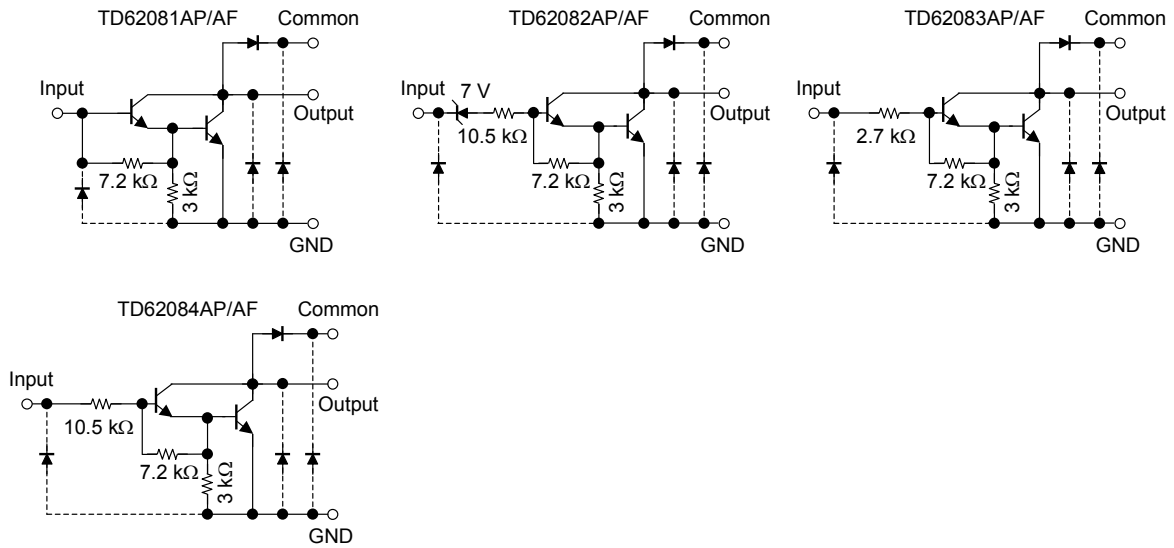 TD62081AP/AF Common
Input
Output
7.2 kΩ
3 kΩ
GND
TD62082AP/AF Common
Input
7 V
10.5 kΩ
Output
7.2 kΩ
3 kΩ
GND
TD62083AP/AF Common
Input
2.7 kΩ
Output
7.2 kΩ
3 kΩ
GND
TD62084AP/AF Common
Input
10.5 kΩ
Output
7.2 kΩ
3 kΩ
GND